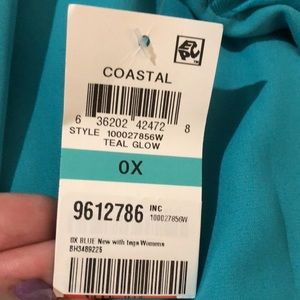 COASTAL
6 36202 42472 8
STYLE 100027856W
TEAL GLOW
0X
9612786 INC
100027856W
0X BLUE New with tags Womens